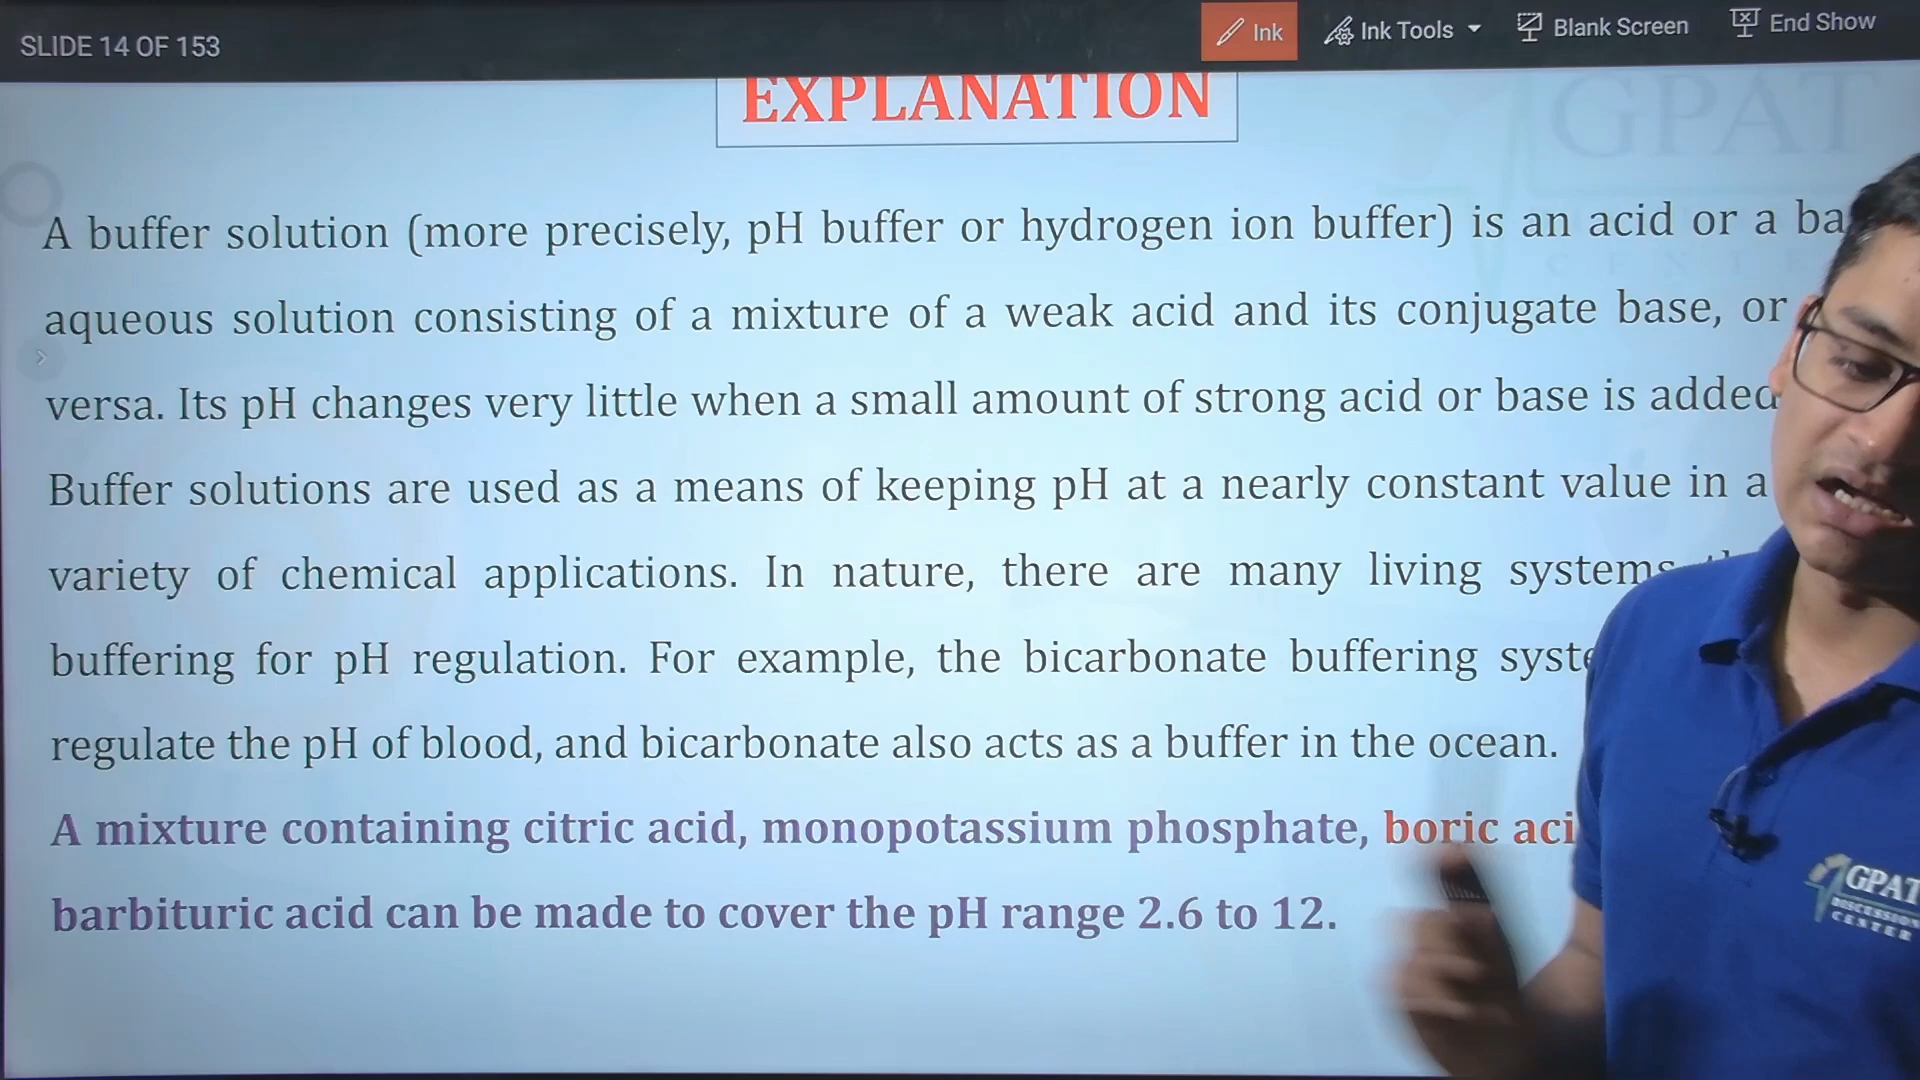 SLIDE 14 OF 153
Ink
Ink Tools
Blank Screen
End Show
EXPLANATION
GPAT
A buffer solution (more precisely, pH buffer or hydrogen ion buffer) is an acid or a ba
aqueous solution consisting of a mixture of a weak acid and its conjugate base, or
versa. Its pH changes very little when a small amount of strong acid or base is added
Buffer solutions are used as a means of keeping pH at a nearly constant value in a
variety of chemical applications. In nature, there are many living systems
buffering for pH regulation. For example, the bicarbonate buffering syste
regulate the pH of blood, and bicarbonate also acts as a buffer in the ocean.
A mixture containing citric acid, monopotassium phosphate, boric aci
barbituric acid can be made to cover the pH range 2.6 to 12.
GPAT
DISCUSSION
CENTER